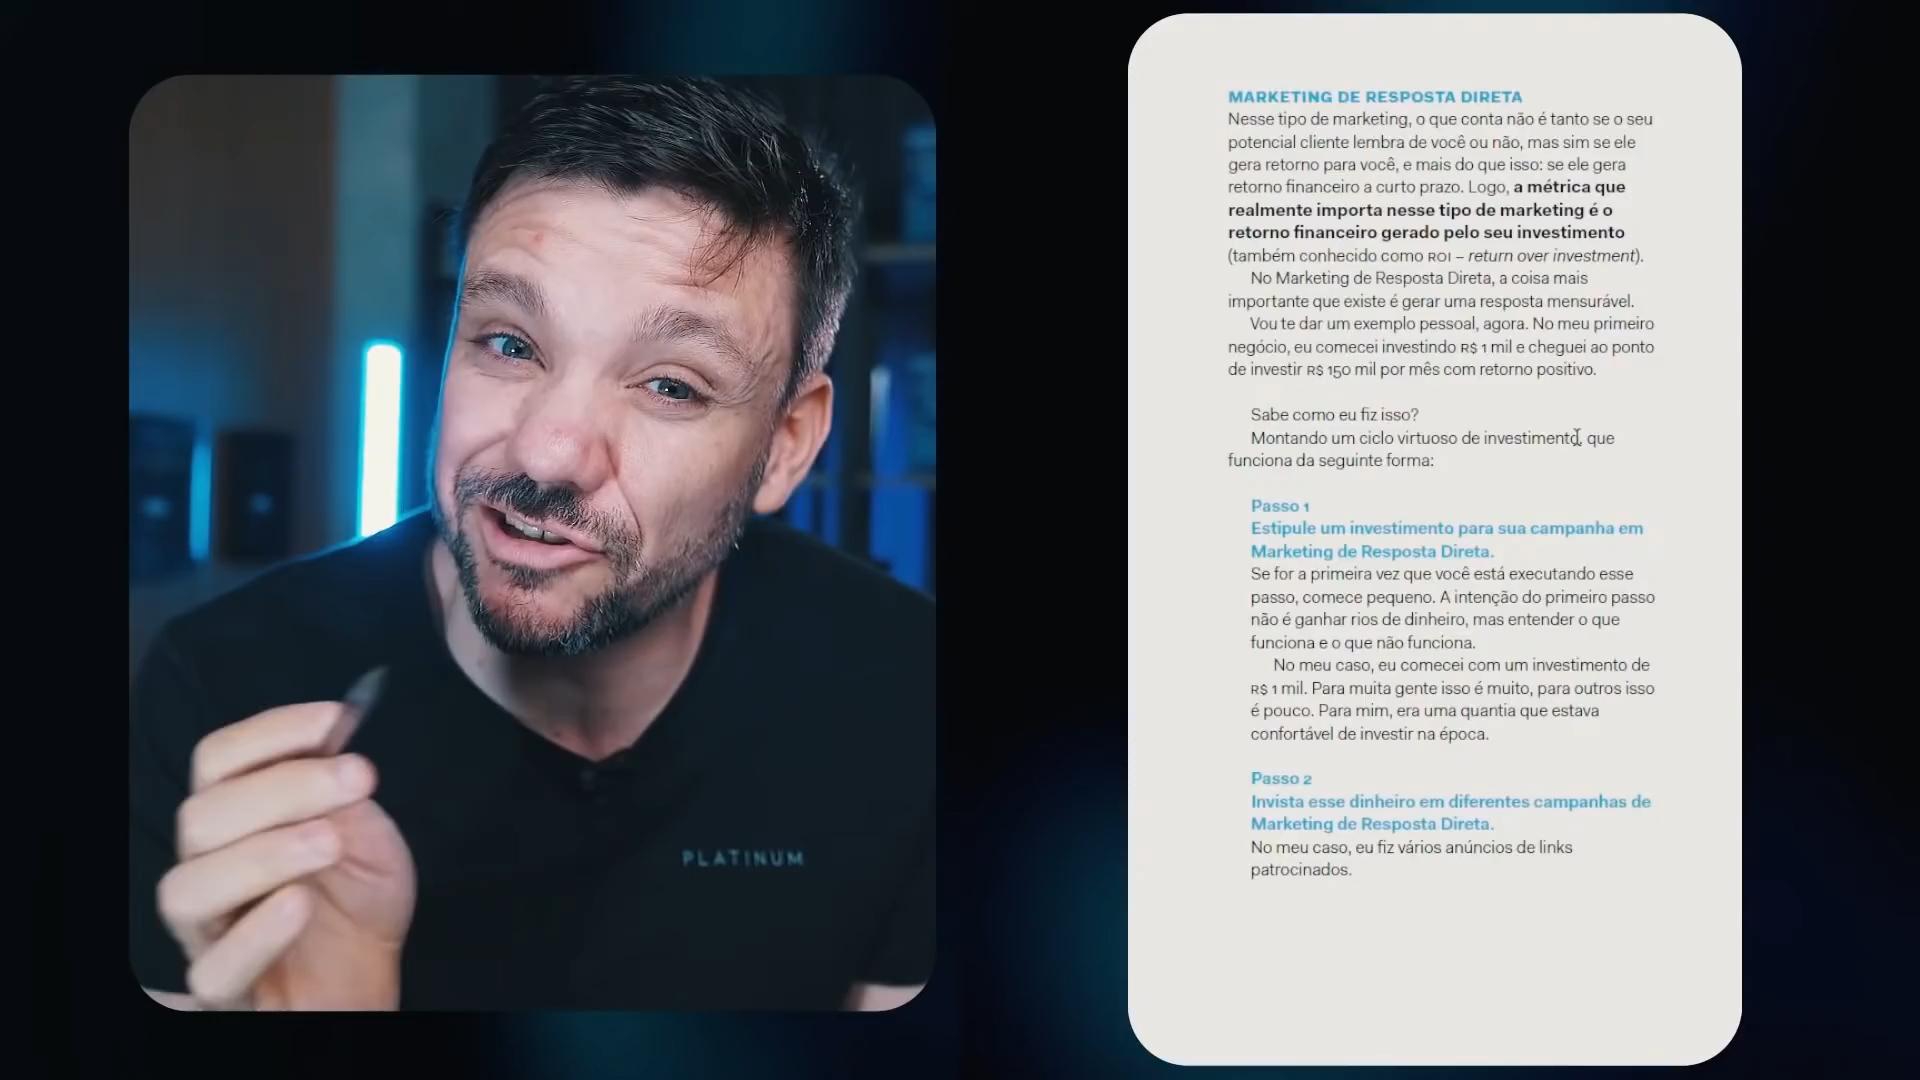 PLATINUM
MARKETING DE RESPOSTA DIRETA
Nesse tipo de marketing, o que conta não é tanto se o seu
potencial cliente lembra de você ou não, mas sim se ele
gera retorno para você, e mais do que isso: se ele gera
retorno financeiro a curto prazo. Logo, a métrica que
realmente importa nesse tipo de marketing é o
retorno financeiro gerado pelo seu investimento
(também conhecido como ROI – return over investment).
No Marketing de Resposta Direta, a coisa mais
importante que existe é gerar uma resposta mensurável.
Vou te dar um exemplo pessoal, agora. No meu primeiro
negócio, eu comecei investindo R$ 1 mil e cheguei ao ponto
de investir R$ 150 mil por mês com retorno positivo.
Sabe como eu fiz isso?
Montando um ciclo virtuoso de investimento, que
funciona da seguinte forma:
Passo 1
Estipule um investimento para sua campanha em
Marketing de Resposta Direta.
Se for a primeira vez que você está executando esse
passo, comece pequeno. A intenção do primeiro passo
não é ganhar rios de dinheiro, mas entender o que
funciona e o que não funciona.
No meu caso, eu comecei com um investimento de
R$ 1 mil. Para muita gente isso é muito, para outros isso
é pouco. Para mim, era uma quantia que estava
confortável de investir na época.
Passo 2
Invista esse dinheiro em diferentes campanhas de
Marketing de Resposta Direta.
No meu caso, eu fiz vários anúncios de links
patrocinados.